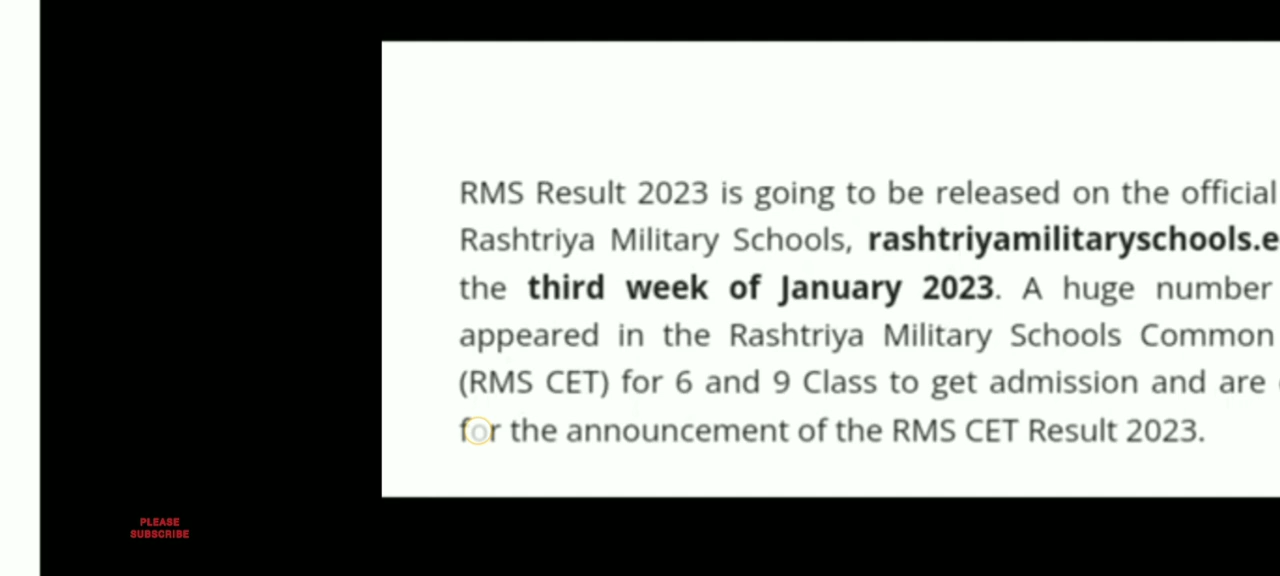 RMS Result 2023 is going to be released on the official
Rashtriya Military Schools, rashtriyamilitaryschools.e
the third week of January 2023. A huge number
appeared in the Rashtriya Military Schools Common
(RMS CET) for 6 and 9 Class to get admission and are
for the announcement of the RMS CET Result 2023.
PLEASE
SUBSCRIBE